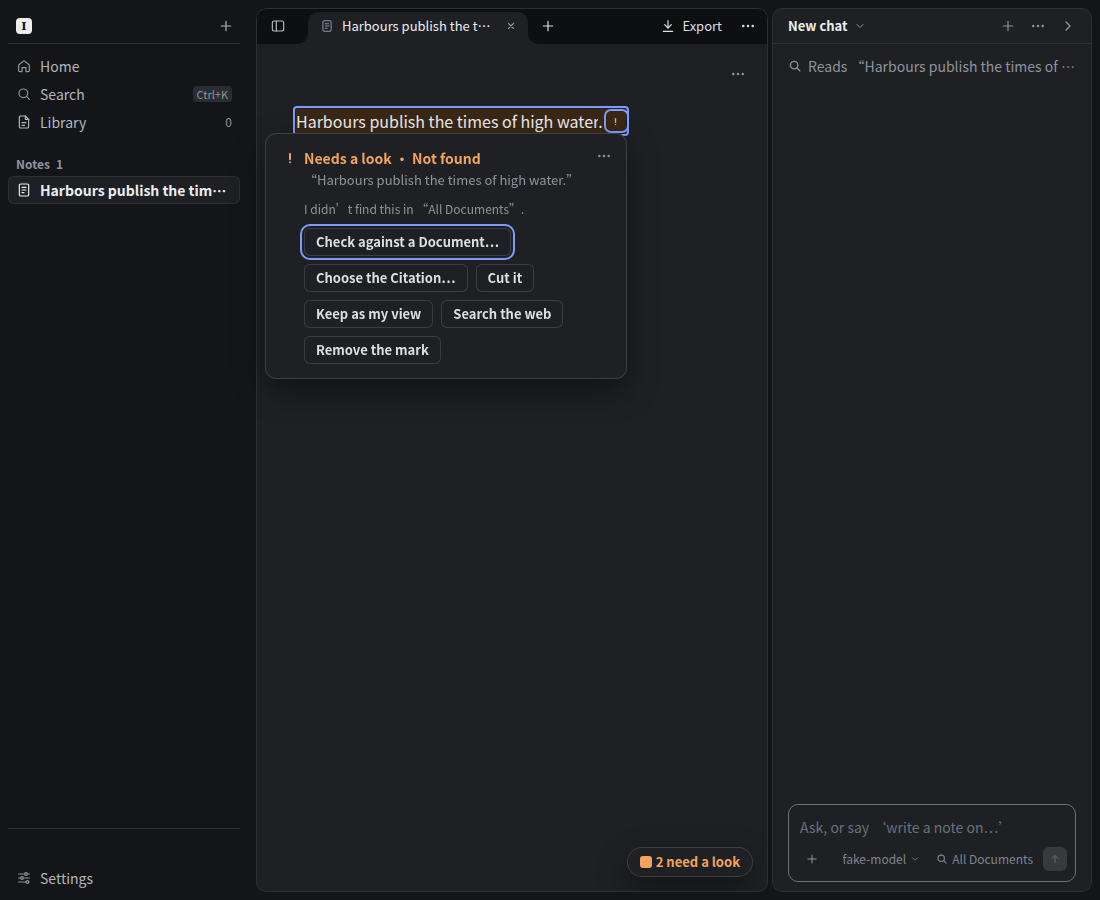 I
Home
Search Ctrl+K
Library 0
Notes 1
Harbours publish the tim…
Harbours publish the t…
Export
Harbours publish the times of high water. !
! Needs a look • Not found
“Harbours publish the times of high water.”
I didn’t find this in “All Documents”.
Check against a Document…
Choose the Citation… Cut it
Keep as my view Search the web
Remove the mark
2 need a look
New chat
Reads “Harbours publish the times of …
Ask, or say ‘write a note on…’
fake-model All Documents
Settings